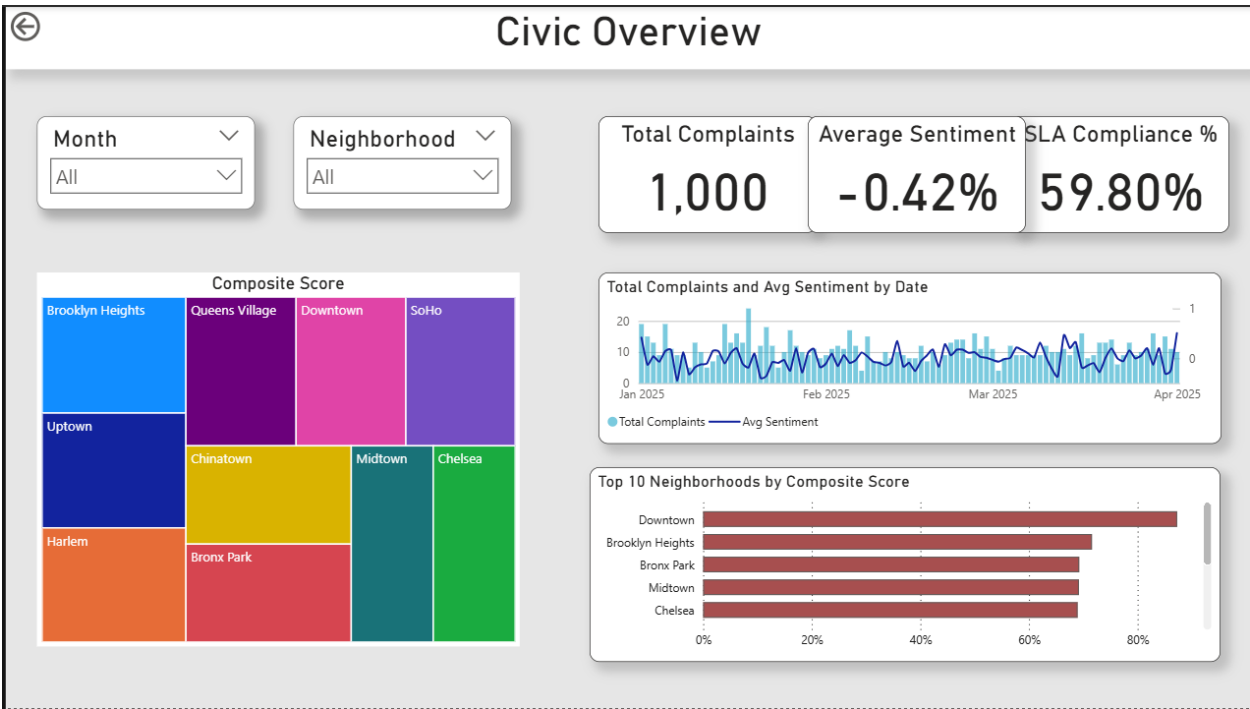 Civic Overview
Month
All
Neighborhood
All
Total Complaints
1,000
Average Sentiment
-0.42%
SLA Compliance %
59.80%
Composite Score
Brooklyn Heights
Queens Village
Downtown
SoHo
Uptown
Chinatown
Midtown
Chelsea
Harlem
Bronx Park
Total Complaints and Avg Sentiment by Date
20
10
0
1
0
Jan 2025
Feb 2025
Mar 2025
Apr 2025
Total Complaints
Avg Sentiment
Top 10 Neighborhoods by Composite Score
Downtown
Brooklyn Heights
Bronx Park
Midtown
Chelsea
0%
20%
40%
60%
80%